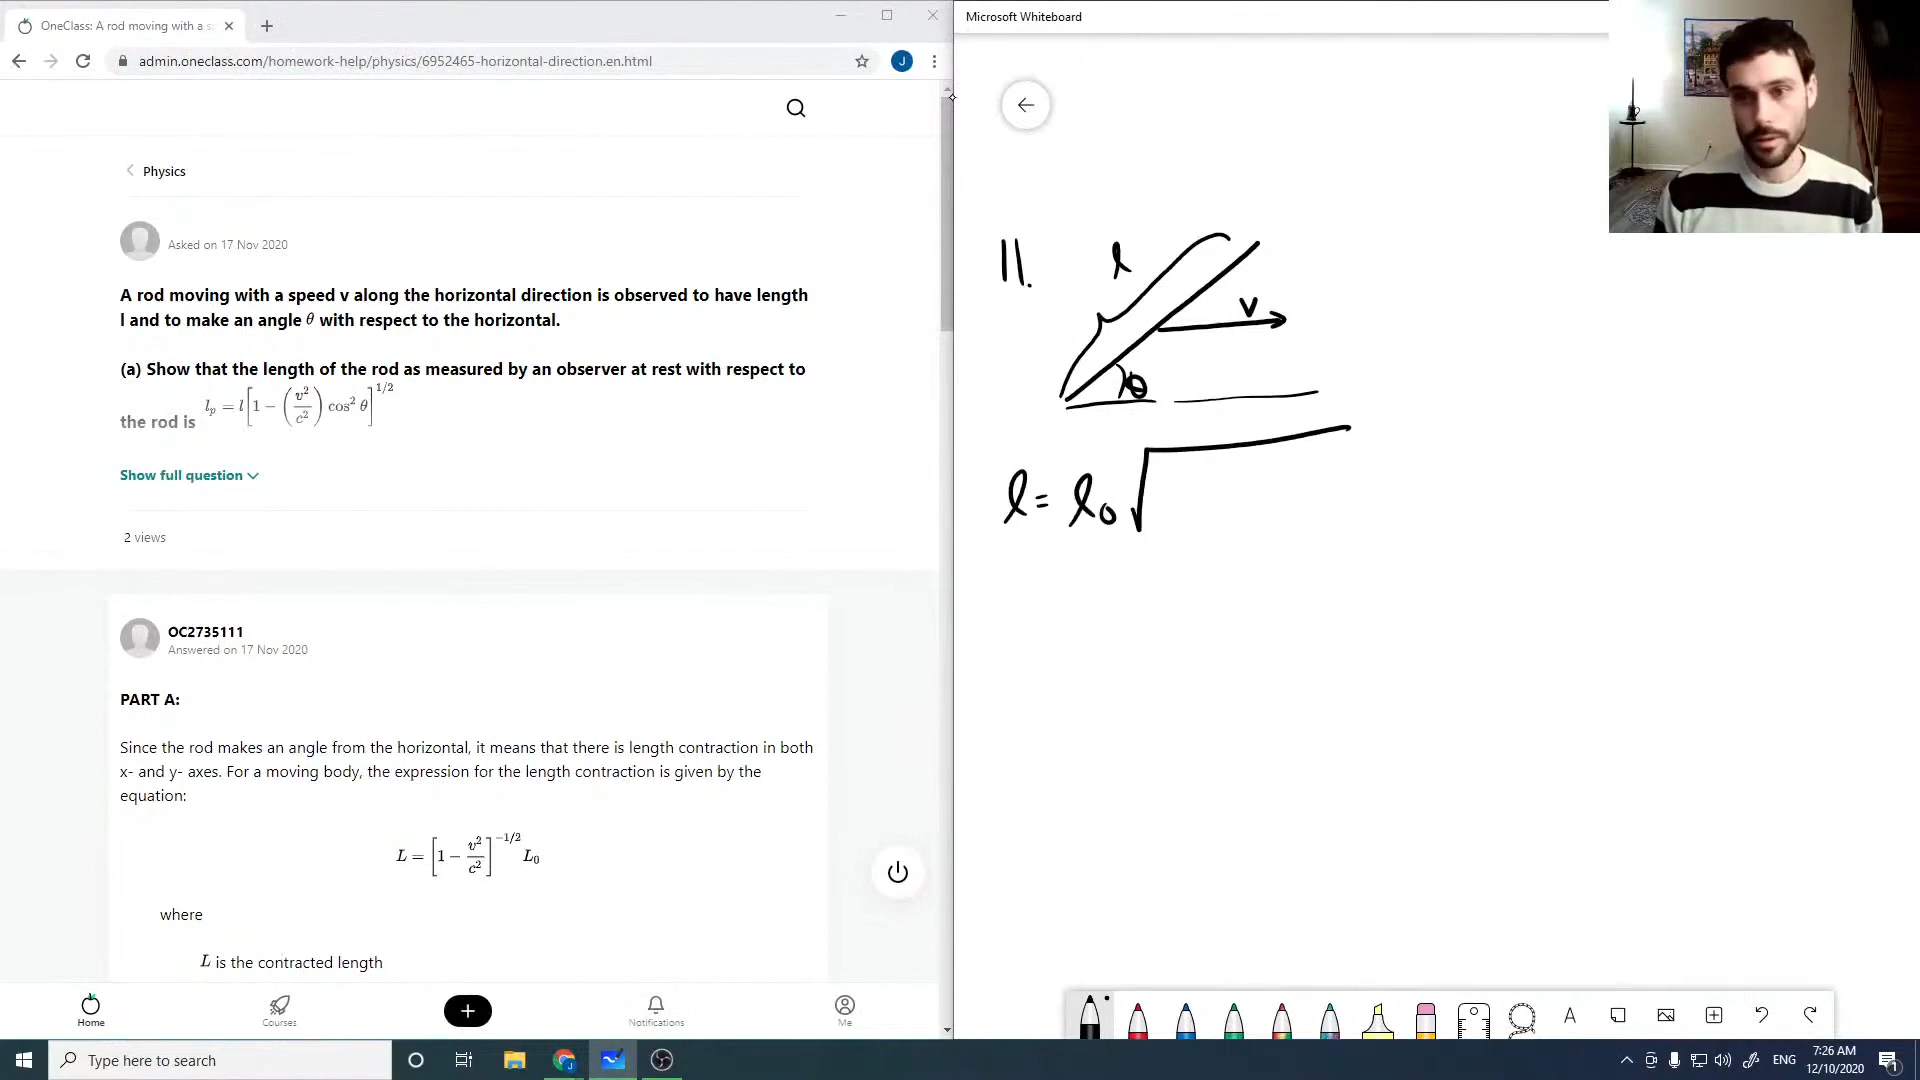 OneClass: A rod moving with a s
admin.oneclass.com/homework-help/physics/6952465-horizontal-direction.en.html
J
Physics
Asked on 17 Nov 2020
A rod moving with a speed v along the horizontal direction is observed to have length
l and to make an angle θ with respect to the horizontal.
(a) Show that the length of the rod as measured by an observer at rest with respect to
the rod is l_p = l[1 − (v²/c²) cos² θ]^{1/2}
Show full question
2 views
OC2735111
Answered on 17 Nov 2020
PART A:
Since the rod makes an angle from the horizontal, it means that there is length contraction in both
x- and y- axes. For a moving body, the expression for the length contraction is given by the
equation:
L = [1 − v²/c²]^{−1/2} L₀
where
L is the contracted length
Home
Courses
Notifications
Me
Type here to search
Microsoft Whiteboard
11.
l
v
θ
l = l₀ √
A
ENG
7:26 AM
12/10/2020
1